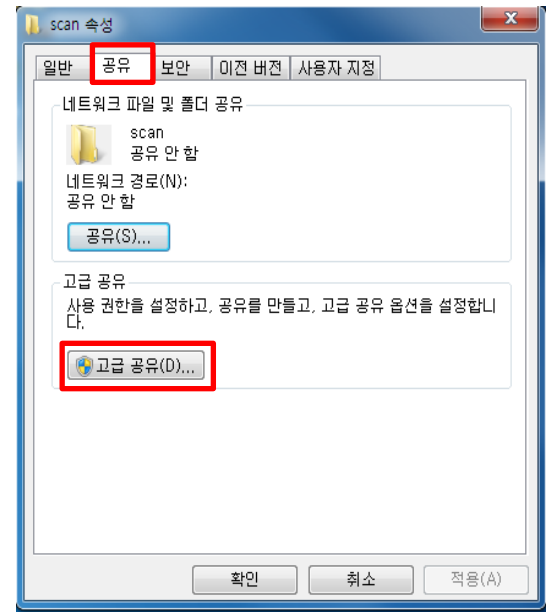 scan 속성
X
일반 공유 보안 이전 버전 사용자 지정
네트워크 파일 및 폴더 공유
scan
공유 안 함
네트워크 경로(N):
공유 안 함
공유(S)...
고급 공유
사용 권한을 설정하고, 공유를 만들고, 고급 공유 옵션을 설정합니
다.
고급 공유(D)...
확인 취소 적용(A)